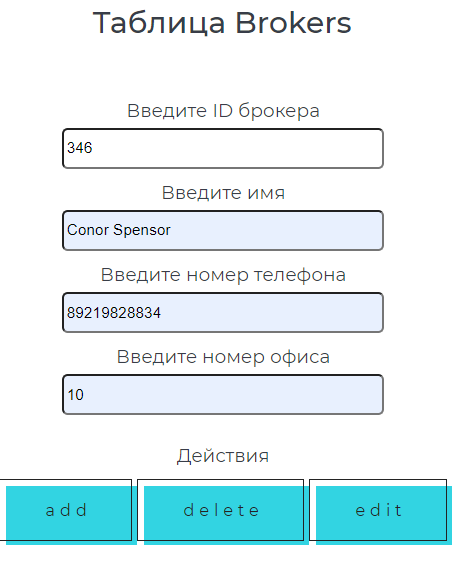 Таблица Brokers
Введите ID брокера
346
Введите имя
Conor Spensor
Введите номер телефона
89219828834
Введите номер офиса
10
Действия
add delete edit